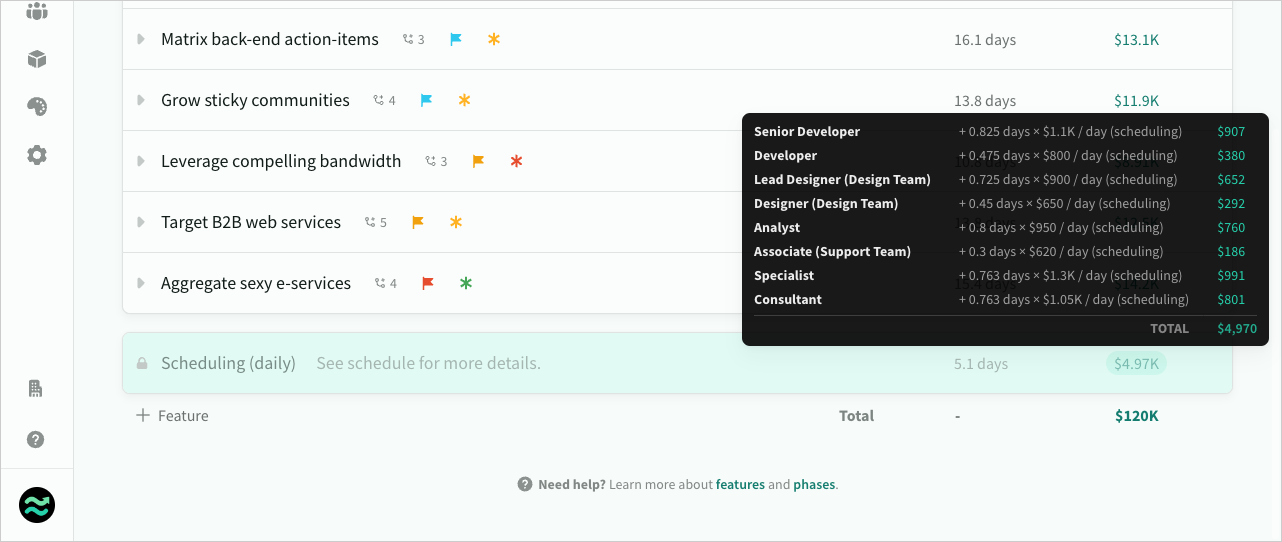 Matrix back-end action-items 3 16.1 days $13.1K
Grow sticky communities 4 13.8 days $11.9K
Leverage compelling bandwidth 3
Target B2B web services 5
Aggregate sexy e-services 4
Senior Developer + 0.825 days × $1.1K / day (scheduling) $907
Developer + 0.475 days × $800 / day (scheduling) $380
Lead Designer (Design Team) + 0.725 days × $900 / day (scheduling) $652
Designer (Design Team) + 0.45 days × $650 / day (scheduling) $292
Analyst + 0.8 days × $950 / day (scheduling) $760
Associate (Support Team) + 0.3 days × $620 / day (scheduling) $186
Specialist + 0.763 days × $1.3K / day (scheduling) $991
Consultant + 0.763 days × $1.05K / day (scheduling) $801
TOTAL $4,970
Scheduling (daily) See schedule for more details. 5.1 days $4.97K
Feature Total - $120K
Need help? Learn more about features and phases.